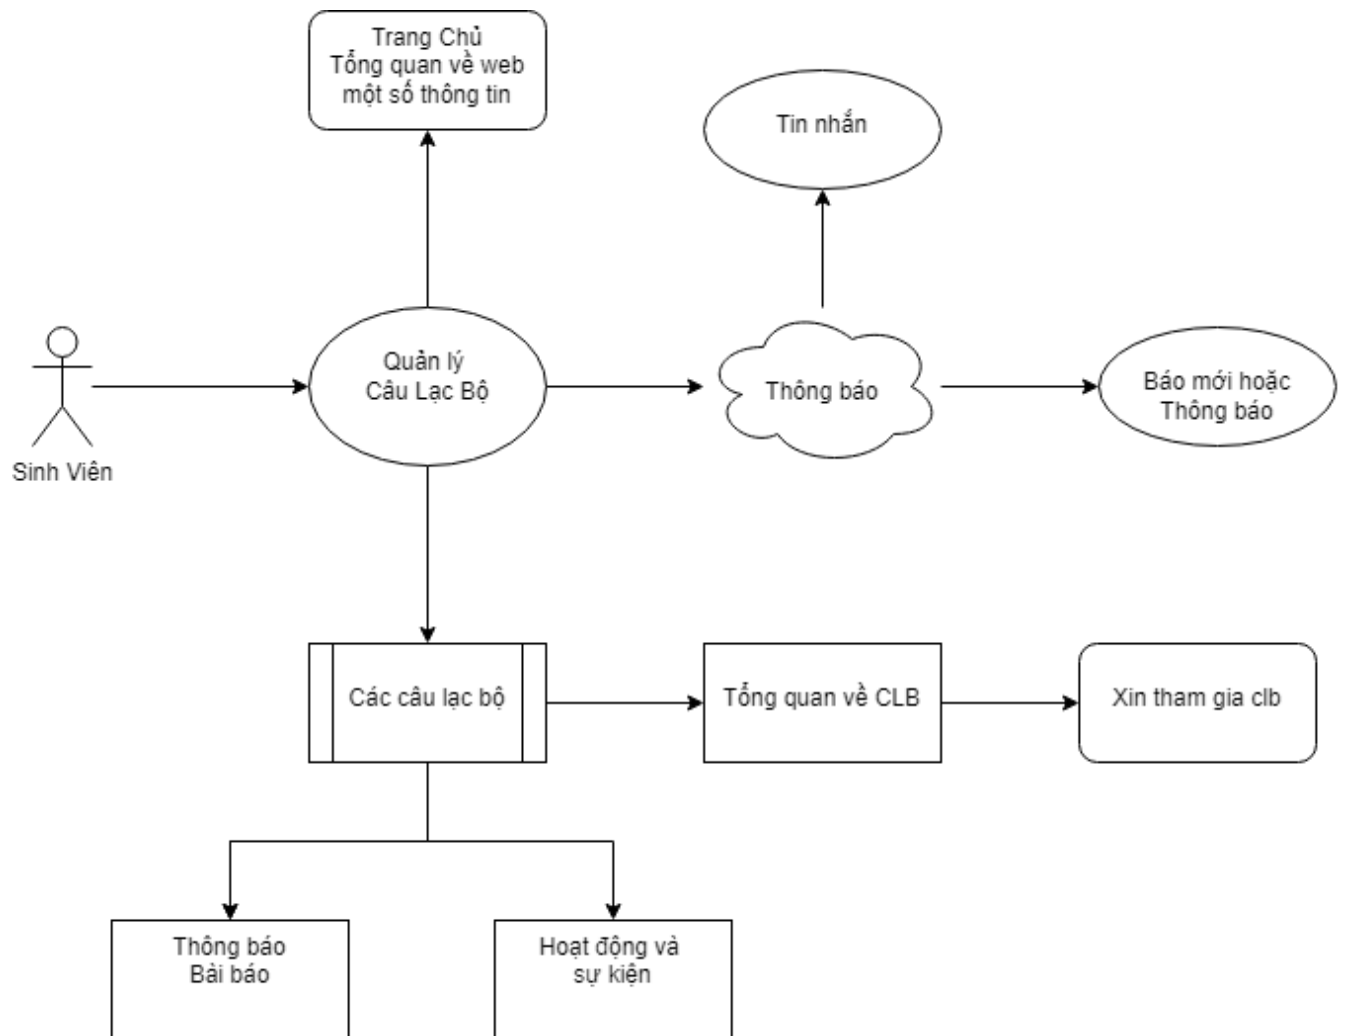 Trang Chủ
Tổng quan về web
một số thông tin
Tin nhắn
Quản lý
Câu Lạc Bộ
Thông báo
Báo mới hoặc
Thông báo
Sinh Viên
Các câu lạc bộ
Tổng quan về CLB
Xin tham gia clb
Thông báo
Bài báo
Hoạt động và
sự kiện